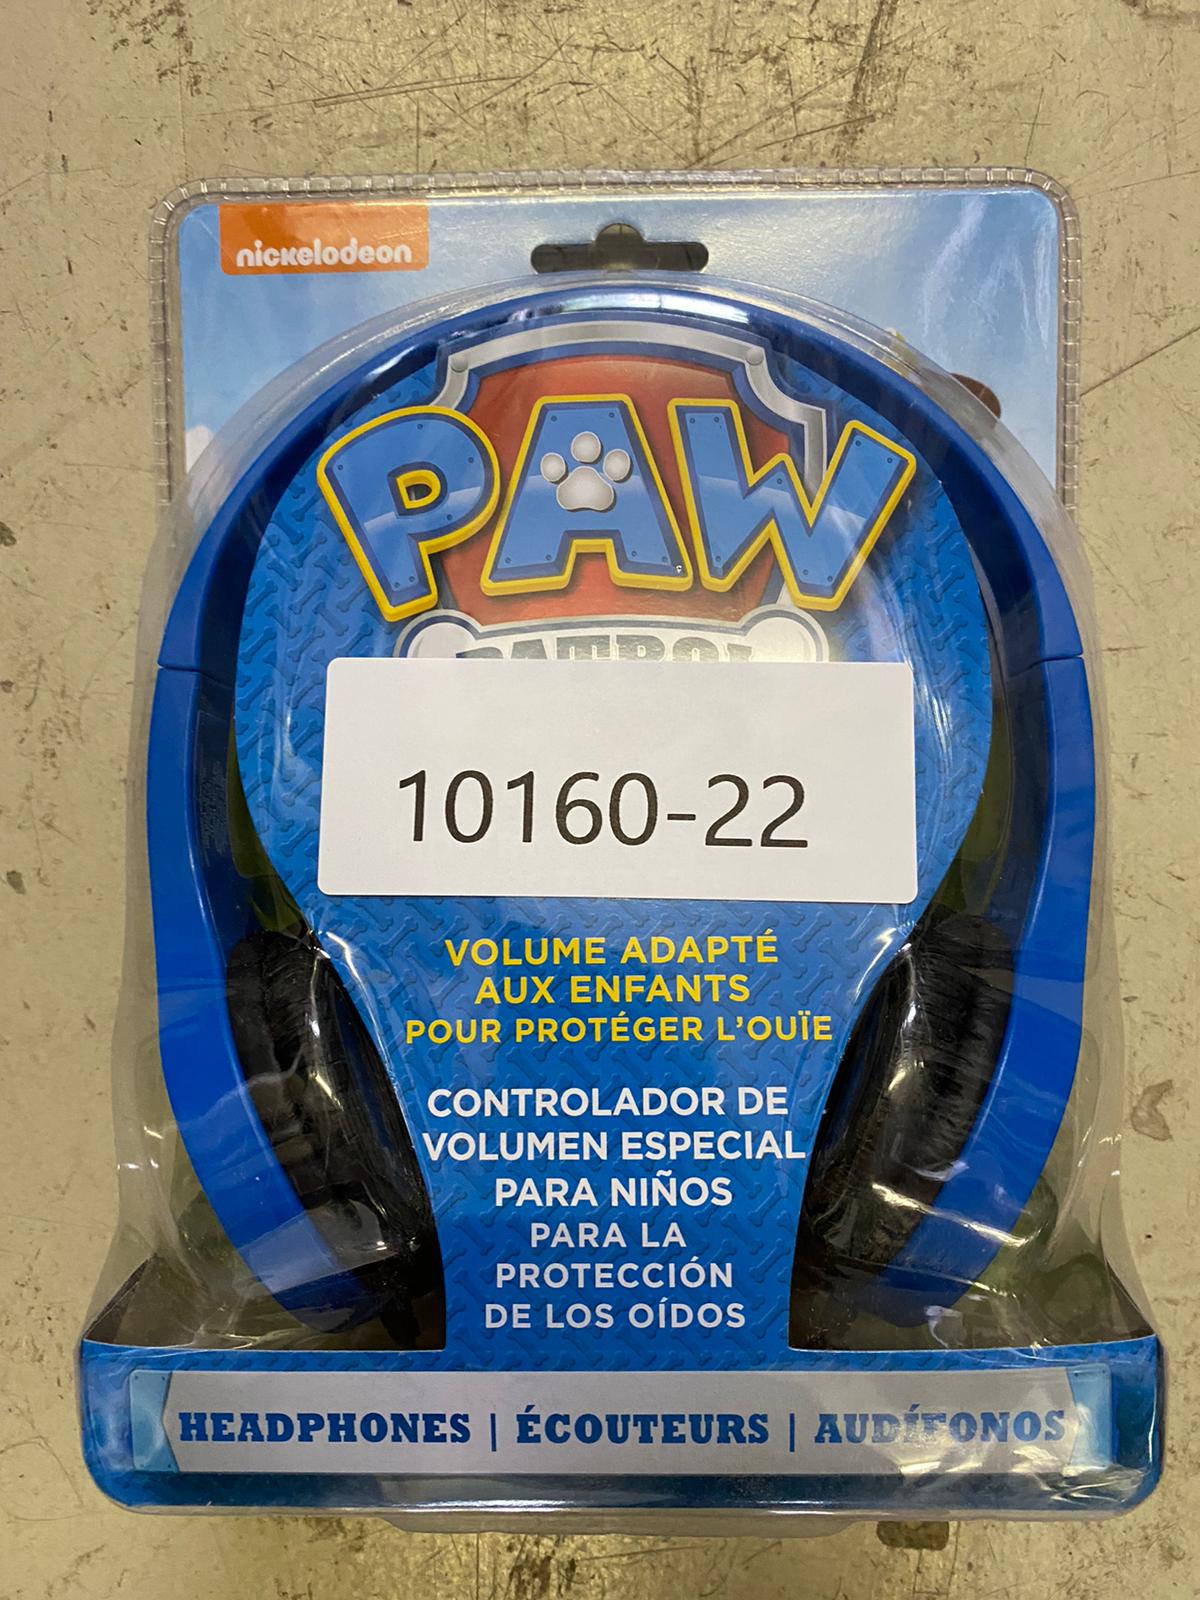 nickelodeon
PAW
PATROL
10160-22
VOLUME ADAPTÉ
AUX ENFANTS
POUR PROTÉGER L'OUÏE
CONTROLADOR DE
VOLUMEN ESPECIAL
PARA NIÑOS
PARA LA
PROTECCIÓN
DE LOS OÍDOS
HEADPHONES | ÉCOUTEURS | AUDÍFONOS